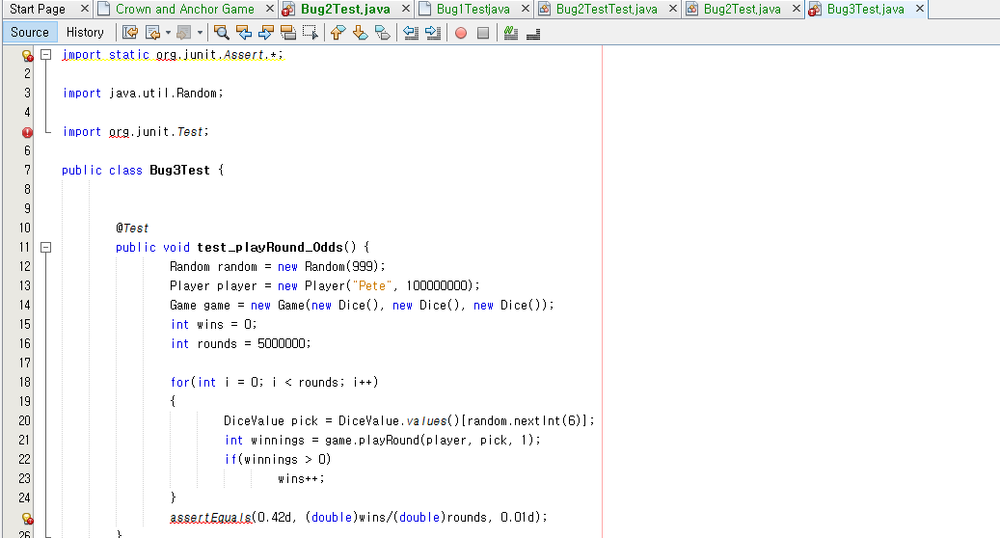 Start Page Crown and Anchor Game Bug2Test.java Bug1Testjava Bug2TestTest.java Bug2Test.java Bug3Test.java
Source History
import static org.junit.Assert.*;
2
3 import java.util.Random;
4
import org.junit.Test;
6
7 public class Bug3Test {
8
9
10 @Test
11 public void test_playRound_Odds() {
12 Random random = new Random(999);
13 Player player = new Player("Pete", 100000000);
14 Game game = new Game(new Dice(), new Dice(), new Dice());
15 int wins = 0;
16 int rounds = 5000000;
17
18 for(int i = 0; i < rounds; i++)
19 {
20 DiceValue pick = DiceValue.values()[random.nextInt(6)];
21 int winnings = game.playRound(player, pick, 1);
22 if(winnings > 0)
23 wins++;
24 }
assertEquals(0.42d, (double)wins/(double)rounds, 0.01d);
26 }